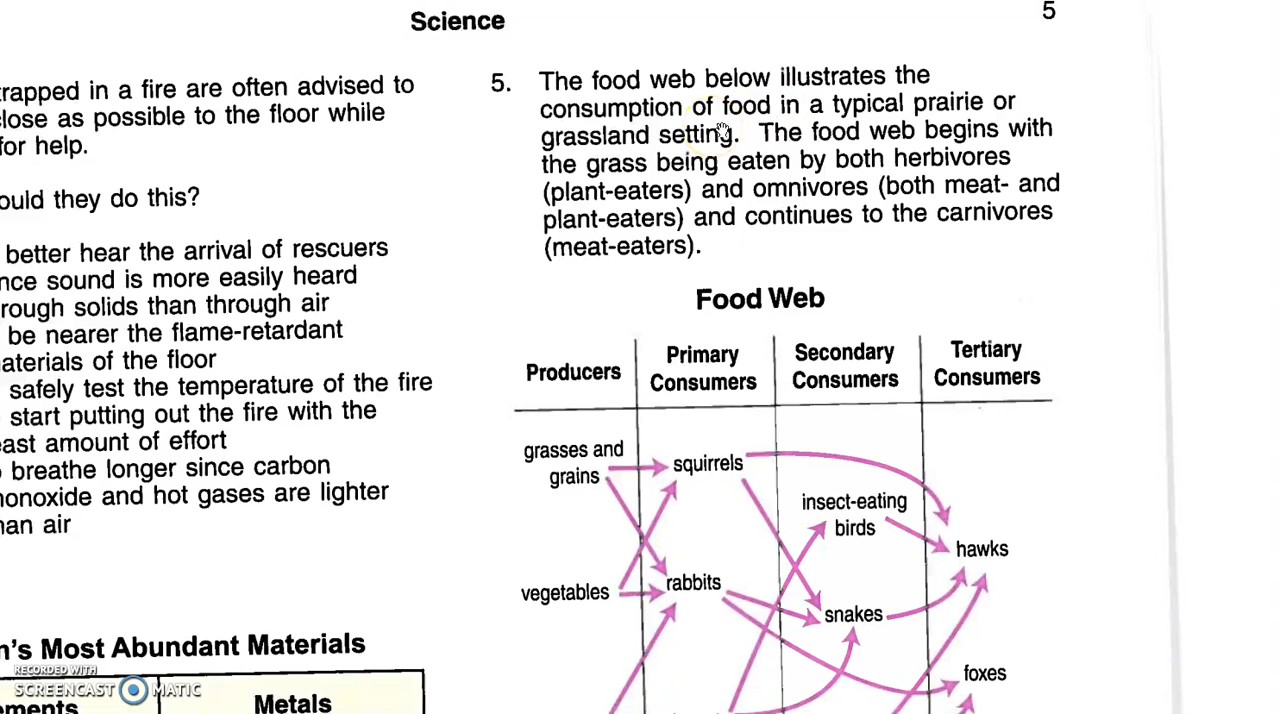 Science
5
trapped in a fire are often advised to
close as possible to the floor while
for help.
ould they do this?
better hear the arrival of rescuers
nce sound is more easily heard
rough solids than through air
be nearer the flame-retardant
aterials of the floor
safely test the temperature of the fire
start putting out the fire with the
east amount of effort
breathe longer since carbon
monoxide and hot gases are lighter
han air
n's Most Abundant Materials
ements
Metals
5. The food web below illustrates the
consumption of food in a typical prairie or
grassland setting. The food web begins with
the grass being eaten by both herbivores
(plant-eaters) and omnivores (both meat- and
plant-eaters) and continues to the carnivores
(meat-eaters).
Food Web
Producers
Primary
Consumers
Secondary
Consumers
Tertiary
Consumers
grasses and
grains
squirrels
insect-eating
birds
hawks
vegetables
rabbits
snakes
foxes
RECORDED WITH
SCREENCAST MATIC